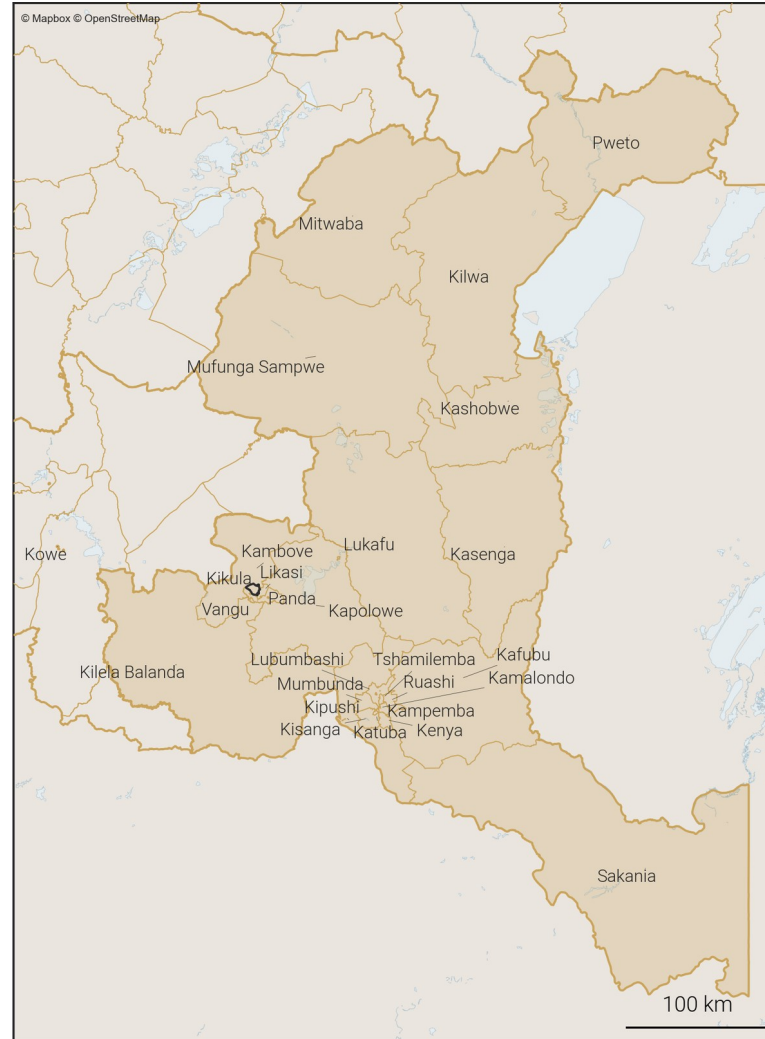 © Mapbox © OpenStreetMap
Pweto
Mitwaba
Kilwa
Mufunga Sampwe
Kashobwe
Lukafu
Kasenga
Kowe
Kambove
Kikula
Likasi
Panda
Vangu
Kapolowe
Kilela Balanda
Lubumbashi
Tshamilemba
Kafubu
Mumbunda
Ruashi
Kamalondo
Kipushi
Kampemba
Kisanga
Katuba
Kenya
Sakania
100 km